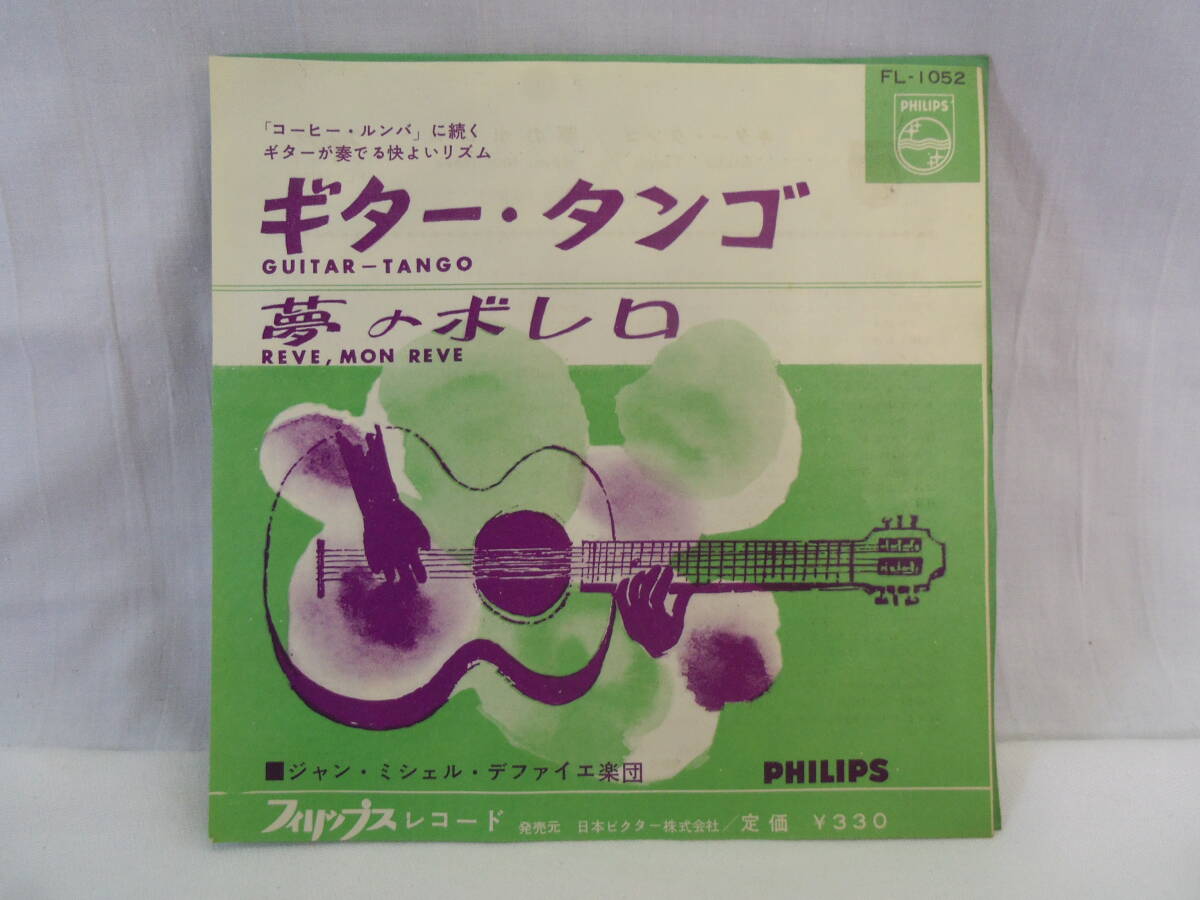 FL-1052
PHILIPS
「コーヒー・ルンバ」に続く
ギターが奏でる快よいリズム
ギター・タンゴ
GUITAR－TANGO
夢のボレロ
REVE, MON REVE
■ジャン・ミシェル・デファイエ楽団
PHILIPS
フィリップスレコード 発売元 日本ビクター株式会社／定価 ￥330